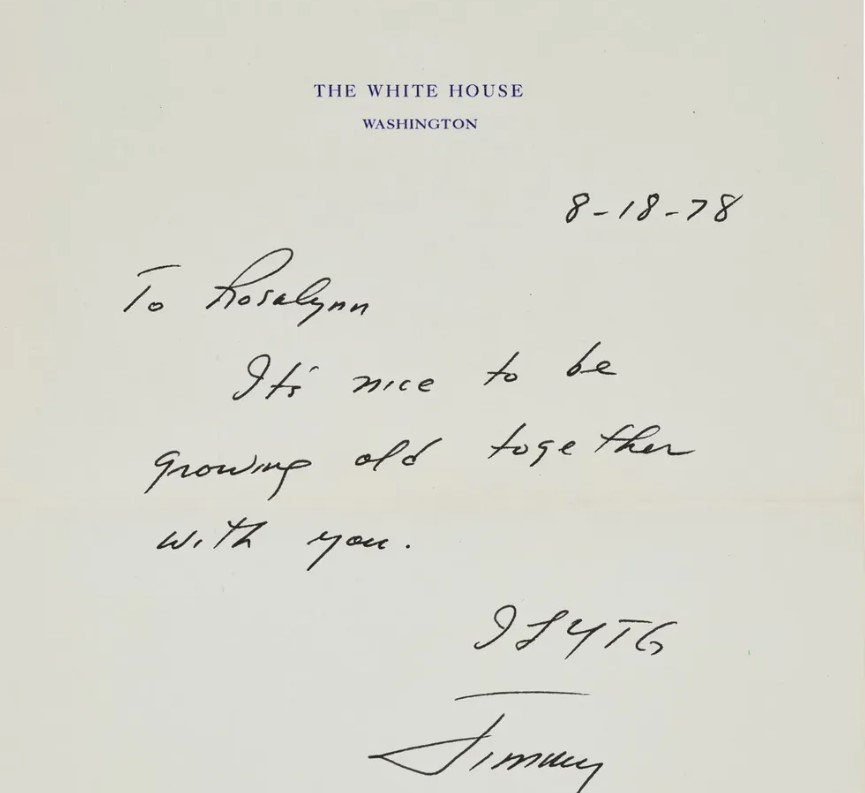 THE WHITE HOUSE
WASHINGTON
8-18-78
To Rosalynn
It's nice to be
growing old together
with you.
ILYTG
Jimmy